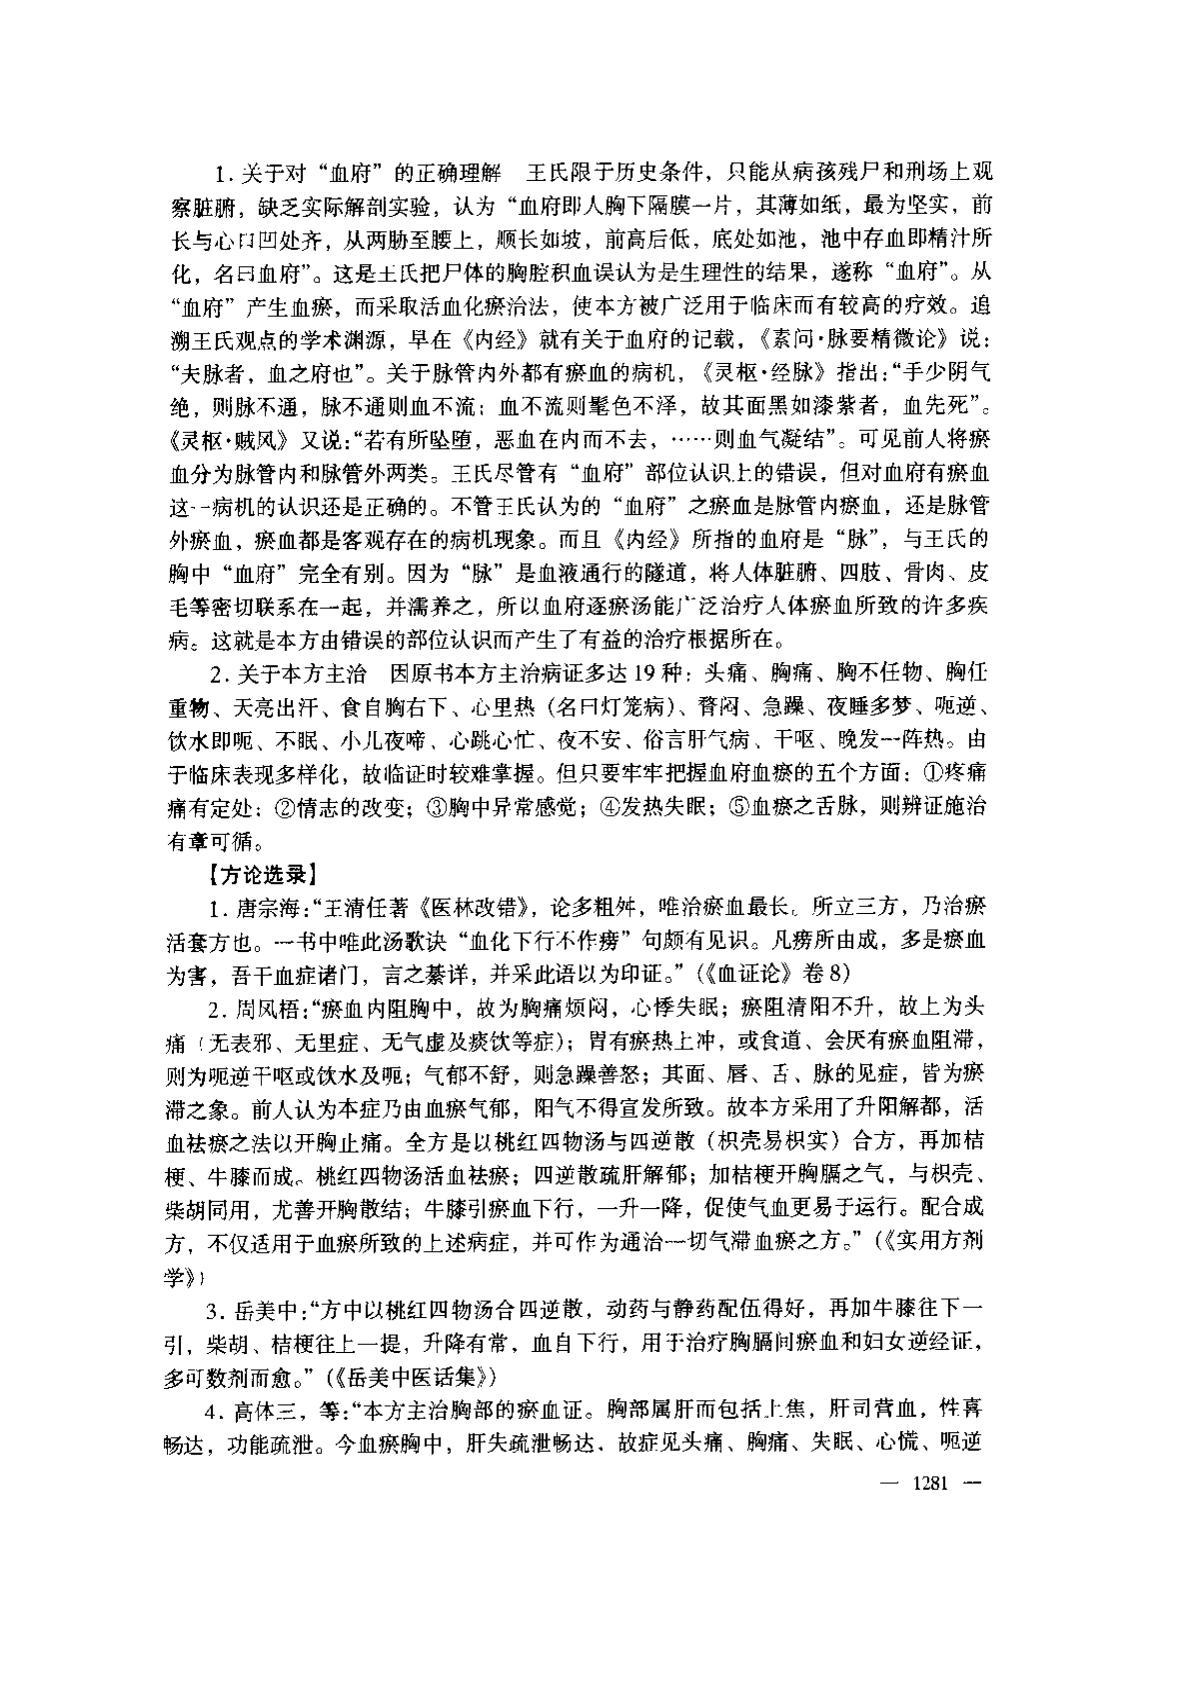 1. 关于对“血府”的正确理解　王氏限于历史条件，只能从病孩残尸和刑场上观
察脏腑，缺乏实际解剖实验，认为“血府即人胸下隔膜一片，其薄如纸，最为坚实，前
长与心口凹处齐，从两胁至腰上，顺长如坡，前高后低，底处如池，池中存血即精汁所
化，名曰血府”。这是王氏把尸体的胸腔积血误认为是生理性的结果，遂称“血府”。从
“血府”产生血瘀，而采取活血化瘀治法，使本方被广泛用于临床而有较高的疗效。追
溯王氏观点的学术渊源，早在《内经》就有关于血府的记载，《素问·脉要精微论》说：
“夫脉者，血之府也”。关于脉管内外都有瘀血的病机，《灵枢·经脉》指出：“手少阴气
绝，则脉不通，脉不通则血不流；血不流则髦色不泽，故其面黑如漆紫者，血先死”。
《灵枢·贼风》又说：“若有所坠堕，恶血在内而不去，……则血气凝结”。可见前人将瘀
血分为脉管内和脉管外两类。王氏尽管有“血府”部位认识上的错误，但对血府有瘀血
这一病机的认识还是正确的。不管王氏认为的“血府”之瘀血是脉管内瘀血，还是脉管
外瘀血，瘀血都是客观存在的病机现象。而且《内经》所指的血府是“脉”，与王氏的
胸中“血府”完全有别。因为“脉”是血液通行的隧道，将人体脏腑、四肢、骨肉、皮
毛等密切联系在一起，并濡养之，所以血府逐瘀汤能广泛治疗人体瘀血所致的许多疾
病。这就是本方由错误的部位认识而产生了有益的治疗根据所在。
2. 关于本方主治　因原书本方主治病证多达 19 种：头痛、胸痛、胸不任物、胸任
重物、天亮出汗、食自胸右下、心里热（名曰灯笼病）、瞀闷、急躁、夜睡多梦、呃逆、
饮水即呃、不眠、小儿夜啼、心跳心忙、夜不安、俗言肝气病、干呕、晚发一阵热。由
于临床表现多样化，故临证时较难掌握。但只要牢牢把握血府血瘀的五个方面：①疼痛
痛有定处；②情志的改变；③胸中异常感觉；④发热失眠；⑤血瘀之舌脉，则辨证施治
有章可循。
【方论选录】
1. 唐宗海：“王清任著《医林改错》，论多粗舛，唯治瘀血最长。所立三方，乃治瘀
活套方也。一书中唯此汤歌诀“血化下行不作痨”句颇有见识。凡痨所由成，多是瘀血
为害，吾于血症诸门，言之綦详，并采此语以为印证。”（《血证论》卷 8）
2. 周风梧：“瘀血内阻胸中，故为胸痛烦闷，心悸失眠；瘀阻清阳不升，故上为头
痛（无表邪、无里症、无气虚及痰饮等症）；胃有瘀热上冲，或食道、会厌有瘀血阻滞，
则为呃逆干呕或饮水及呃；气郁不舒，则急躁善怒；其面、唇、舌、脉的见症，皆为瘀
滞之象。前人认为本症乃由血瘀气郁，阳气不得宣发所致。故本方采用了升阳解都，活
血祛瘀之法以开胸止痛。全方是以桃红四物汤与四逆散（枳壳易枳实）合方，再加桔
梗、牛膝而成。桃红四物汤活血祛瘀；四逆散疏肝解郁；加桔梗开胸膈之气，与枳壳、
柴胡同用，尤善开胸散结；牛膝引瘀血下行，一升一降，促使气血更易于运行。配合成
方，不仅适用于血瘀所致的上述病症，并可作为通治一切气滞血瘀之方。”（《实用方剂
学》）
3. 岳美中：“方中以桃红四物汤合四逆散，动药与静药配伍得好，再加牛膝往下一
引，柴胡、桔梗往上一提，升降有常，血自下行，用于治疗胸膈间瘀血和妇女逆经证，
多可数剂而愈。”（《岳美中医话集》）
4. 高体三，等：“本方主治胸部的瘀血证。胸部属肝而包括上焦，肝司营血，性喜
畅达，功能疏泄。今血瘀胸中，肝失疏泄畅达，故症见头痛、胸痛、失眠、心慌、呃逆
— 1281 —